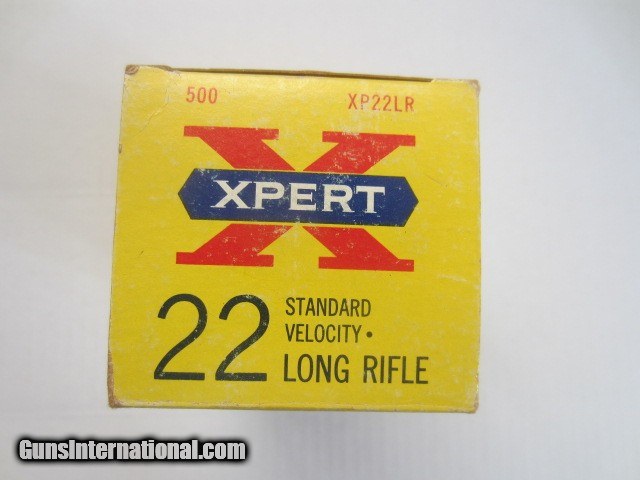 500 XP22LR
XPERT
22 STANDARD
VELOCITY •
LONG RIFLE
GunsInternational.com